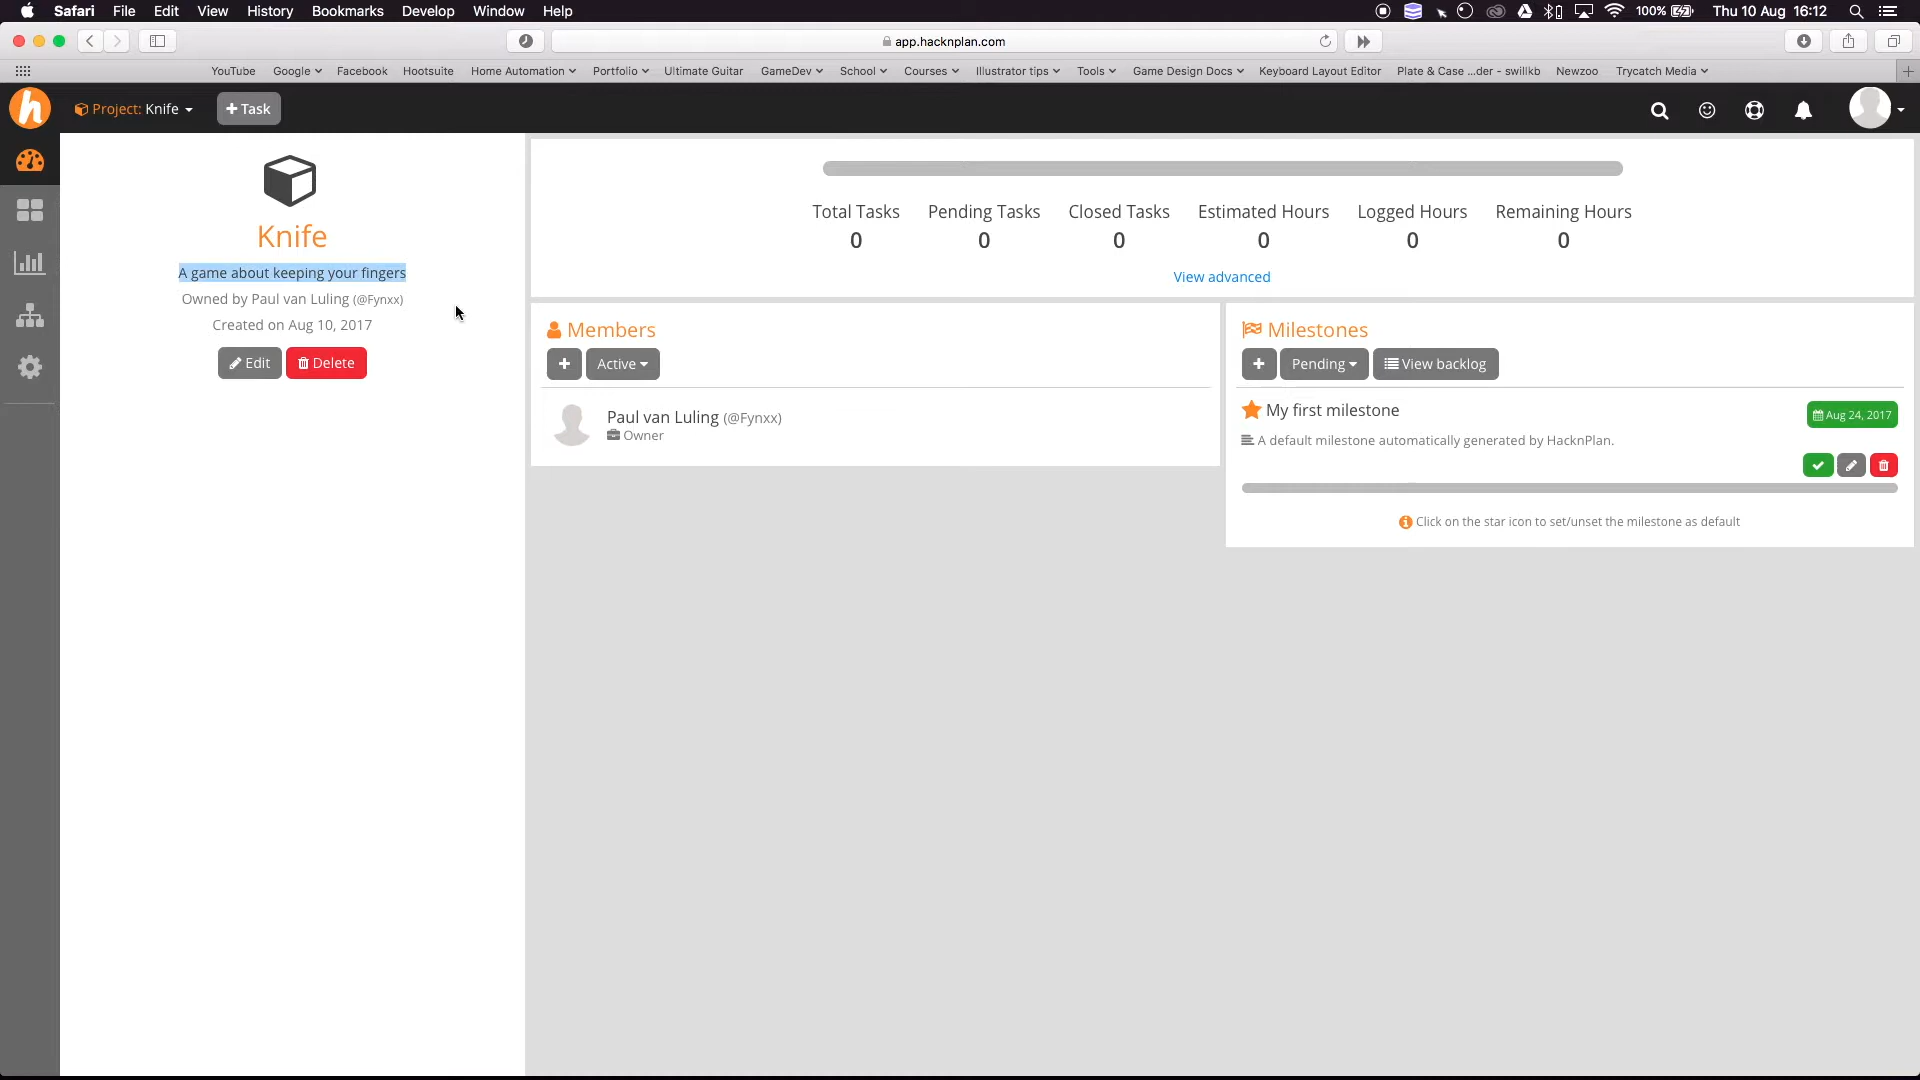 Safari File Edit View History Bookmarks Develop Window Help 100% Thu 10 Aug 16:12
app.hacknplan.com
YouTube Google Facebook Hootsuite Home Automation Portfolio Ultimate Guitar GameDev School Courses Illustrator tips Tools Game Design Docs Keyboard Layout Editor Plate & Case ...der - swillkb Newzoo Trycatch Media
h Project: Knife + Task
Knife
A game about keeping your fingers
Owned by Paul van Luling (@Fynxx)
Created on Aug 10, 2017
Edit Delete
Total Tasks Pending Tasks Closed Tasks Estimated Hours Logged Hours Remaining Hours
0 0 0 0 0 0
View advanced
Members
+ Active
Paul van Luling (@Fynxx)
Owner
Milestones
+ Pending View backlog
My first milestone Aug 24, 2017
A default milestone automatically generated by HacknPlan.
Click on the star icon to set/unset the milestone as default